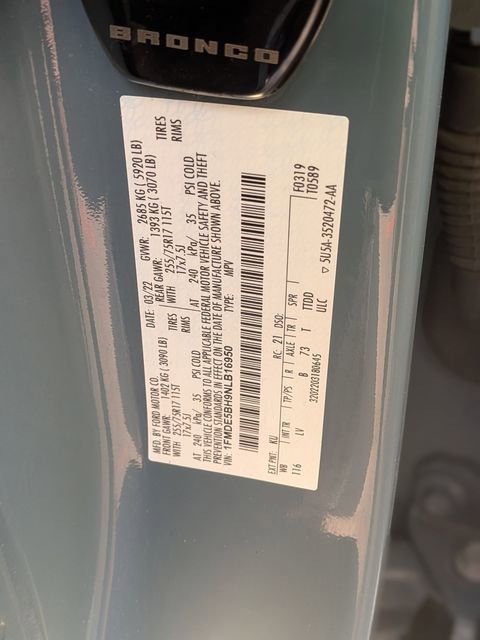 BRONCO
MFD. BY FORD MOTOR CO.
DATE: 03/22 GVWR: 2685 KG ( 5920 LB)
FRONT GAWR: 1402 KG ( 3090 LB) REAR GAWR: 1393 KG ( 3070 LB)
WITH 255/75R17 115T TIRES WITH 255/75R17 115T TIRES
17x7.5J RIMS 17x7.5J RIMS
AT 240 kPa/ 35 PSI COLD AT 240 kPa/ 35 PSI COLD
THIS VEHICLE CONFORMS TO ALL APPLICABLE FEDERAL MOTOR VEHICLE SAFETY AND THEFT
PREVENTION STANDARDS IN EFFECT ON THE DATE OF MANUFACTURE SHOWN ABOVE.
VIN: 1FMDE5BH9NLB16950 TYPE: MPV
F0319
T0589
EXT PNT: KU RC: 21 DSO:
WB INT TR TP/PS R AXLE TR SPR
116 LV B 73 T TTDD
ULC
3202203180645
▽ 5U5A-3520472-AA